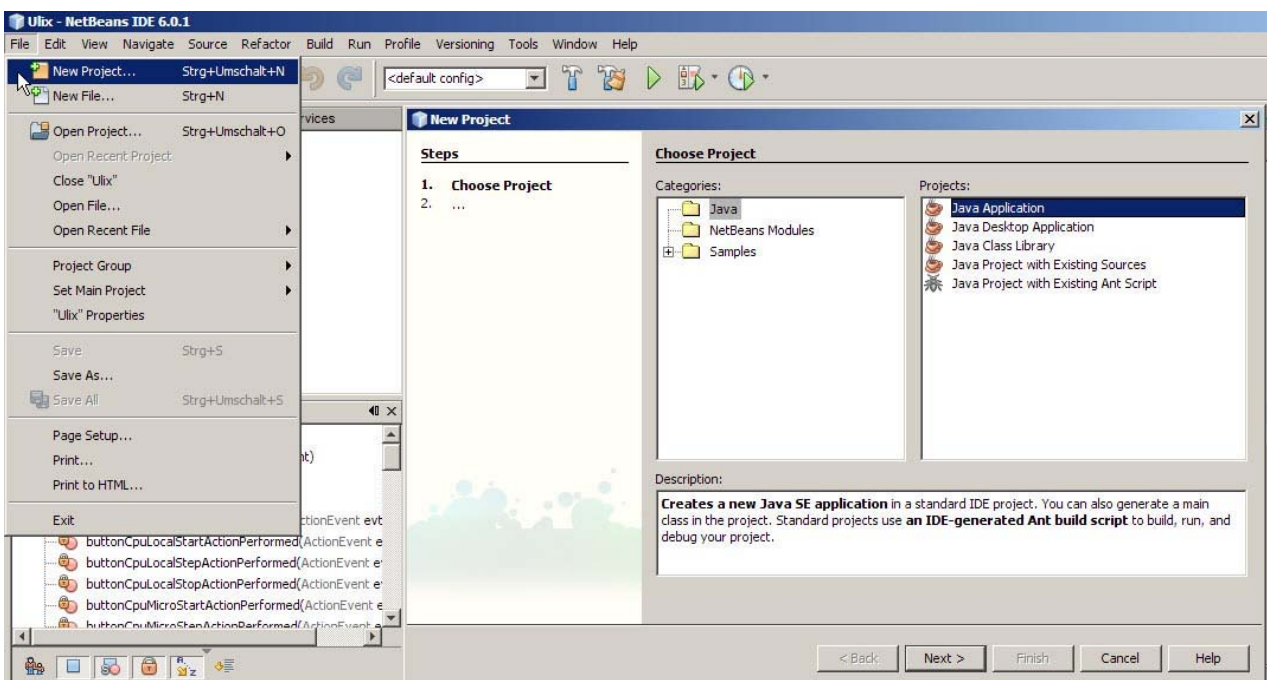 Ulix - NetBeans IDE 6.0.1
File Edit View Navigate Source Refactor Build Run Profile Versioning Tools Window Help
New Project... Strg+Umschalt+N
New File... Strg+N
Open Project... Strg+Umschalt+O
Open Recent Project
Close "Ulix"
Open File...
Open Recent File
Project Group
Set Main Project
"Ulix" Properties
Save Strg+S
Save As...
Save All Strg+Umschalt+S
Page Setup...
Print...
Print to HTML...
Exit
<default config>
rvices
nt)
ctionEvent evt
buttonCpuLocalStartActionPerformed(ActionEvent e
buttonCpuLocalStepActionPerformed(ActionEvent e
buttonCpuLocalStopActionPerformed(ActionEvent e
buttonCpuMicroStartActionPerformed(ActionEvent e
buttonCpuMicroStepActionPerformed(ActionEvent e
New Project
Steps
1. Choose Project
2. ...
Choose Project
Categories:
Java
NetBeans Modules
Samples
Projects:
Java Application
Java Desktop Application
Java Class Library
Java Project with Existing Sources
Java Project with Existing Ant Script
Description:
Creates a new Java SE application in a standard IDE project. You can also generate a main
class in the project. Standard projects use an IDE-generated Ant build script to build, run, and
debug your project.
< Back Next > Finish Cancel Help